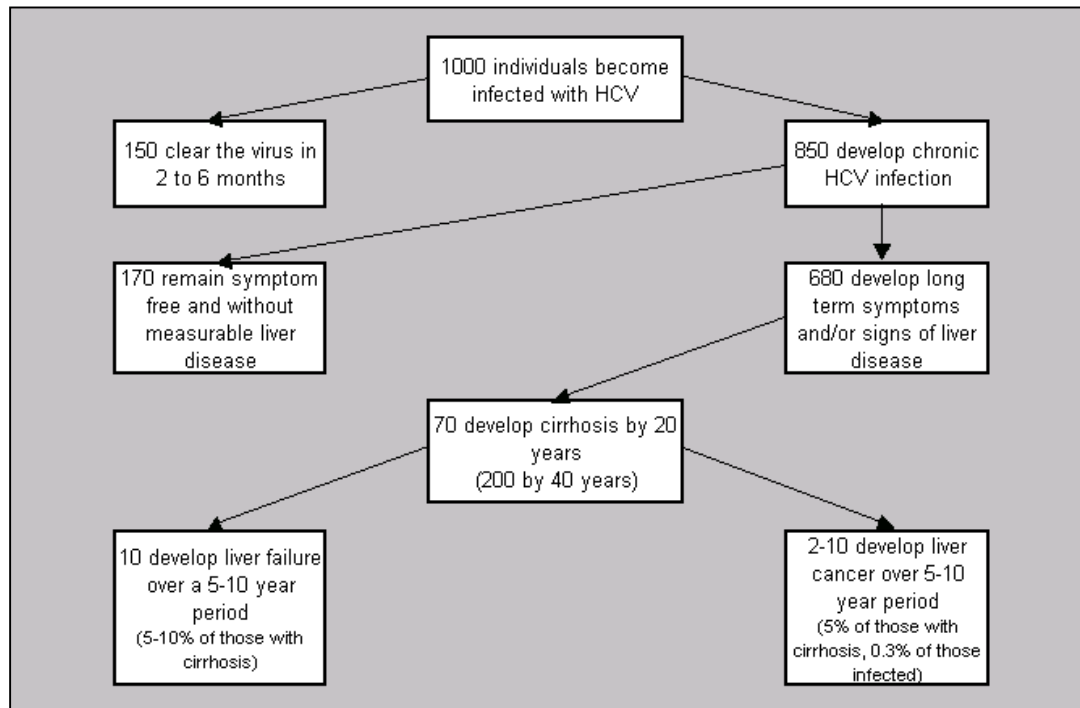 1000 individuals become
infected with HCV
150 clear the virus in
2 to 6 months
850 develop chronic
HCV infection
170 remain symptom
free and without
measurable liver
disease
680 develop long
term symptoms
and/or signs of liver
disease
70 develop cirrhosis by 20
years
(200 by 40 years)
10 develop liver failure
over a 5-10 year
period
(5-10% of those with
cirrhosis)
2-10 develop liver
cancer over 5-10
year period
(5% of those with
cirrhosis, 0.3% of those
infected)